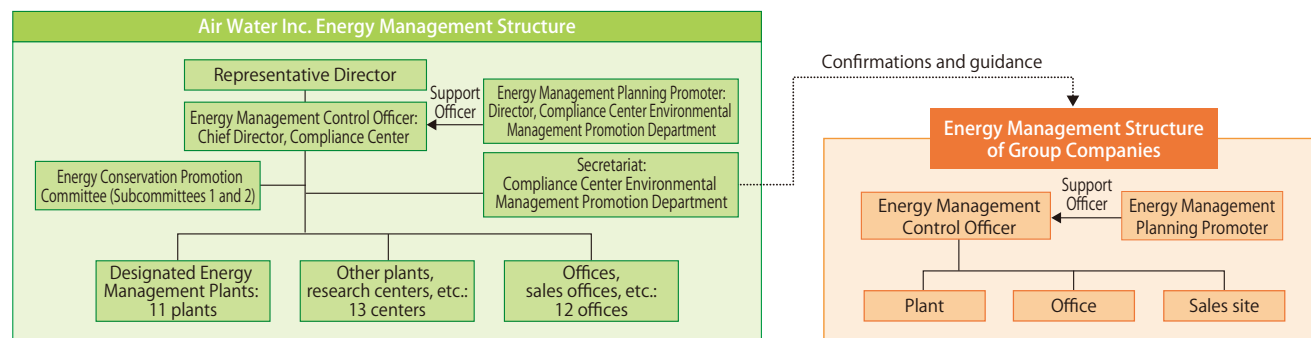 Air Water Inc. Energy Management Structure
Representative Director
Energy Management Control Officer:
Chief Director, Compliance Center
Support
Officer
Energy Management Planning Promoter:
Director, Compliance Center Environmental
Management Promotion Department
Energy Conservation Promotion
Committee (Subcommittees 1 and 2)
Secretariat:
Compliance Center Environmental
Management Promotion Department
Designated Energy
Management Plants:
11 plants
Other plants,
research centers, etc.:
13 centers
Offices,
sales offices, etc.:
12 offices
Confirmations and guidance
Energy Management Structure
of Group Companies
Energy Management
Control Officer
Support
Officer
Energy Management
Planning Promoter
Plant
Office
Sales site